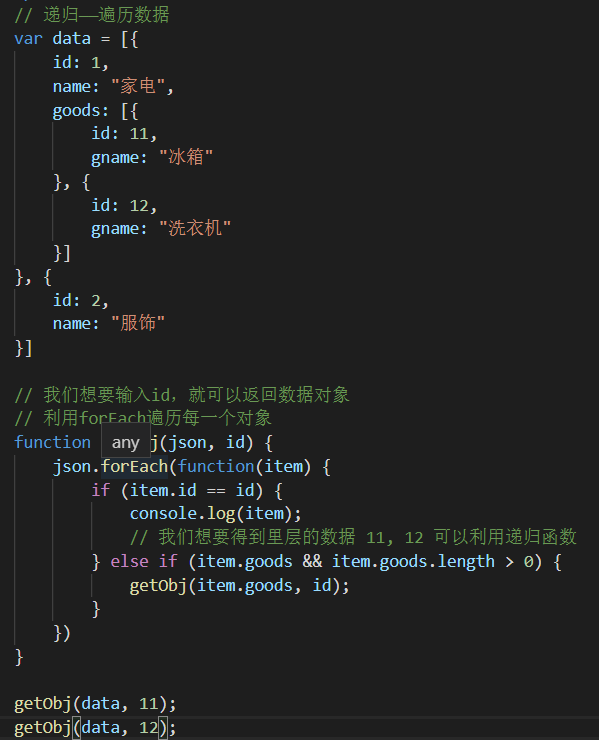 // 递归——遍历数据
var data = [{
    id: 1,
    name: "家电",
    goods: [{
        id: 11,
        gname: "冰箱"
    }, {
        id: 12,
        gname: "洗衣机"
    }]
}, {
    id: 2,
    name: "服饰"
}]
// 我们想要输入id，就可以返回数据对象
// 利用forEach遍历每一个对象
function any j(json, id) {
    json.forEach(function(item) {
        if (item.id == id) {
            console.log(item);
            // 我们想要得到里层的数据 11, 12 可以利用递归函数
        } else if (item.goods && item.goods.length > 0) {
            getObj(item.goods, id);
        }
    })
}
getObj(data, 11);
getObj(data, 12);